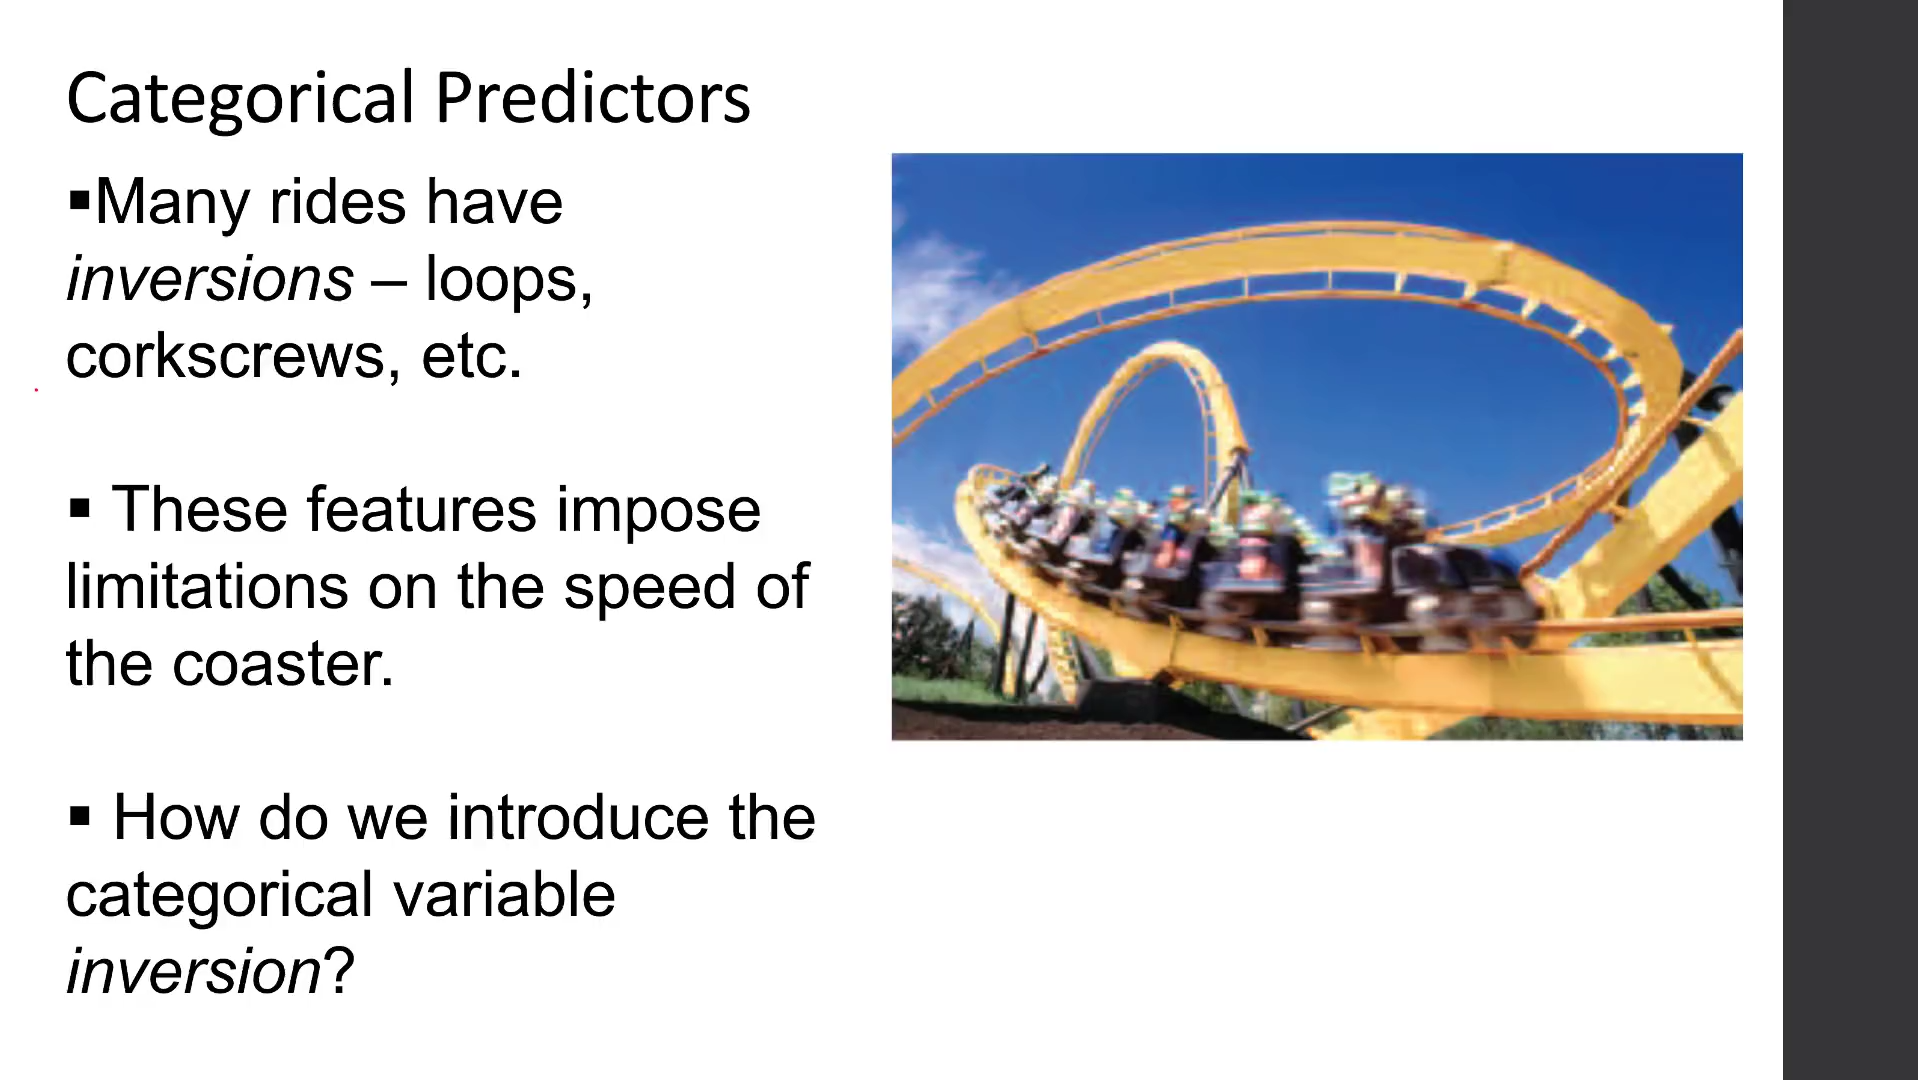 Categorical Predictors
▪Many rides have
inversions – loops,
corkscrews, etc.
▪ These features impose
limitations on the speed of
the coaster.
▪ How do we introduce the
categorical variable
inversion?